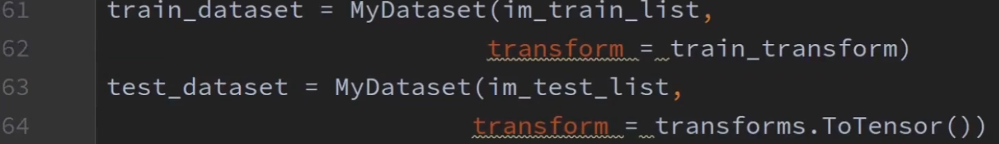 61 train_dataset = MyDataset(im_train_list,
62 transform = train_transform)
63 test_dataset = MyDataset(im_test_list,
64 transform = transforms.ToTensor())